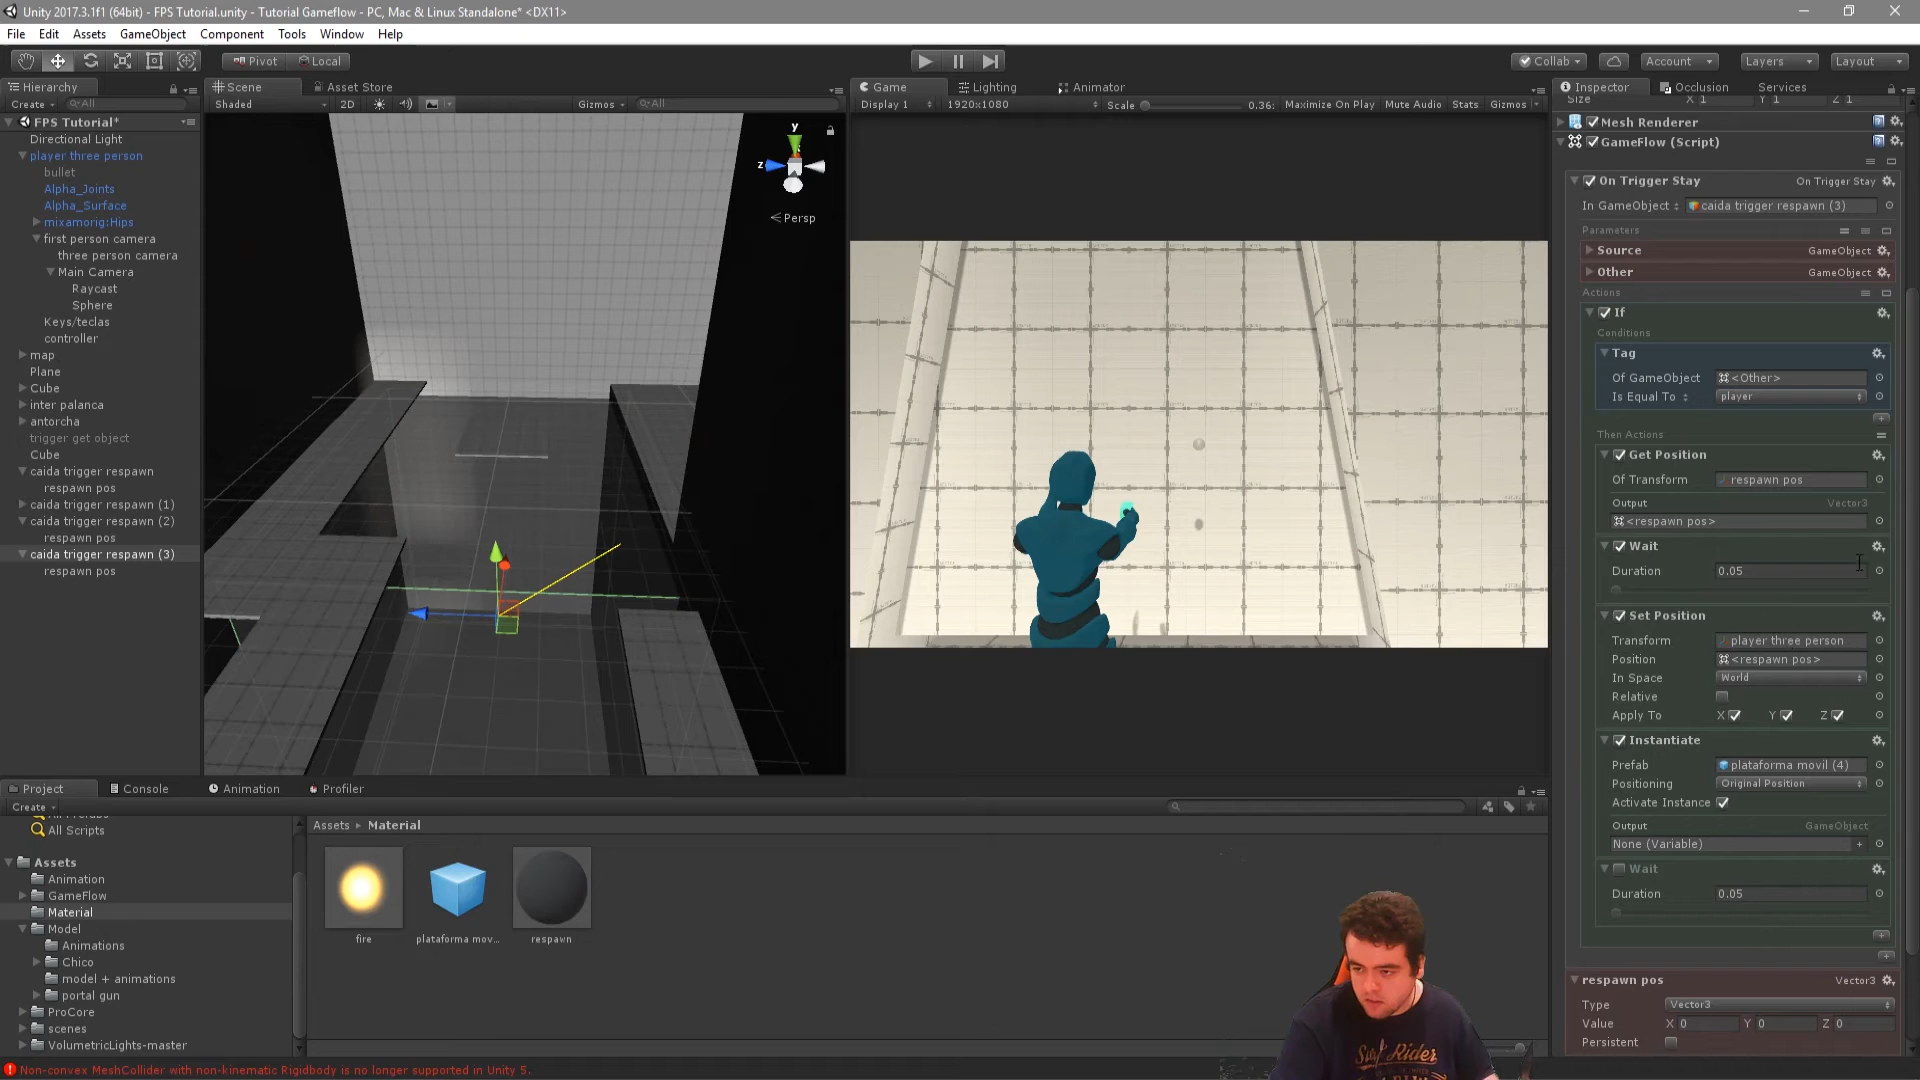 Unity 2017.3.1f1 (64bit) - FPS Tutorial.unity - Tutorial Gameflow - PC, Mac & Linux Standalone* <DX11>
File Edit Assets GameObject Component Tools Window Help
Pivot Local Collab Account Layers Layout
Hierarchy
Create All
FPS Tutorial*
Directional Light
player three person
bullet
Alpha_Joints
Alpha_Surface
mixamorig:Hips
first person camera
three person camera
Main Camera
Raycast
Sphere
Keys/teclas
controller
map
Plane
Cube
inter palanca
antorcha
trigger get object
Cube
caida trigger respawn
respawn pos
caida trigger respawn (1)
caida trigger respawn (2)
respawn pos
caida trigger respawn (3)
respawn pos
Scene Asset Store
Shaded 2D Gizmos All
y
z
Persp
Game Lighting Animator
Display 1 1920x1080 Scale 0.36: Maximize On Play Mute Audio Stats Gizmos
Inspector Occlusion Services
Size X 1 Y 1 Z 1
Mesh Renderer
GameFlow (Script)
On Trigger Stay On Trigger Stay
In GameObject caida trigger respawn (3)
Parameters
Source GameObject
Other GameObject
Actions
If
Conditions
Tag
Of GameObject <Other>
Is Equal To player
Then Actions
Get Position
Of Transform respawn pos
Output Vector3
<respawn pos>
Wait
Duration 0.05
Set Position
Transform player three person
Position <respawn pos>
In Space World
Relative
Apply To X Y Z
Instantiate
Prefab plataforma movil (4)
Positioning Original Position
Activate Instance
Output GameObject
None (Variable)
Wait
Duration 0.05
respawn pos Vector3
Type Vector3
Value X 0 Y 0 Z 0
Persistent
Project Console Animation Profiler
Create
All Scripts
Assets
Animation
GameFlow
Material
Model
Animations
Chico
model + animations
portal gun
ProCore
scenes
VolumetricLights-master
Assets Material
fire
plataforma mov...
respawn
Non-convex MeshCollider with non-kinematic Rigidbody is no longer supported in Unity 5.
Surf Rider